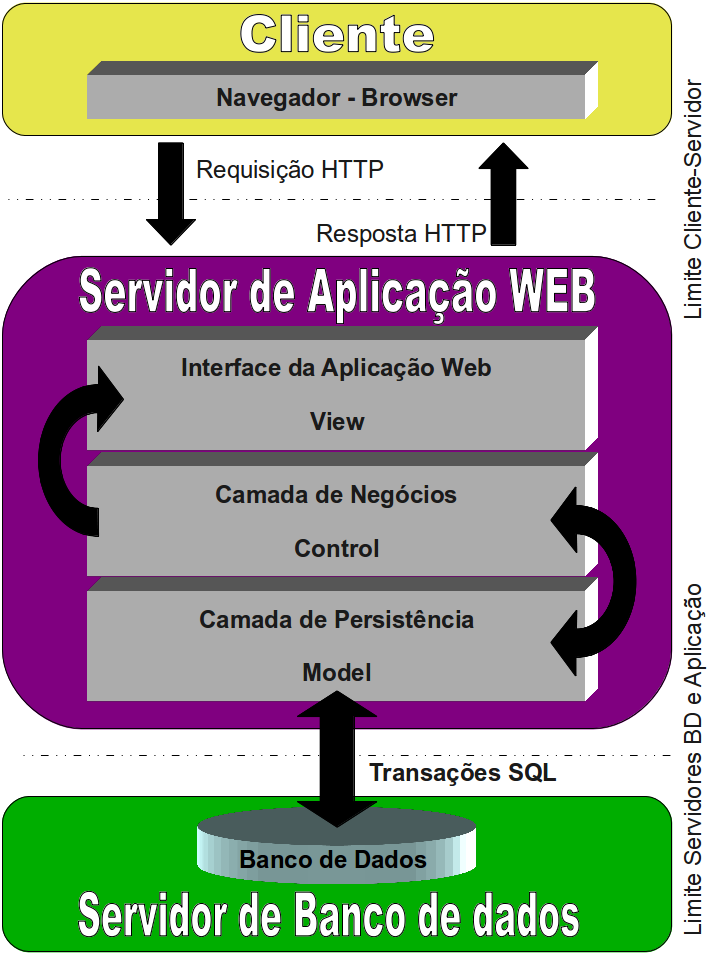 Cliente
Navegador - Browser
Requisição HTTP
Resposta HTTP
Limite Cliente-Servidor
Servidor de Aplicação WEB
Interface da Aplicação Web
View
Camada de Negócios
Control
Camada de Persistência
Model
Transações SQL
Limite Servidores BD e Aplicação
Banco de Dados
Servidor de Banco de dados